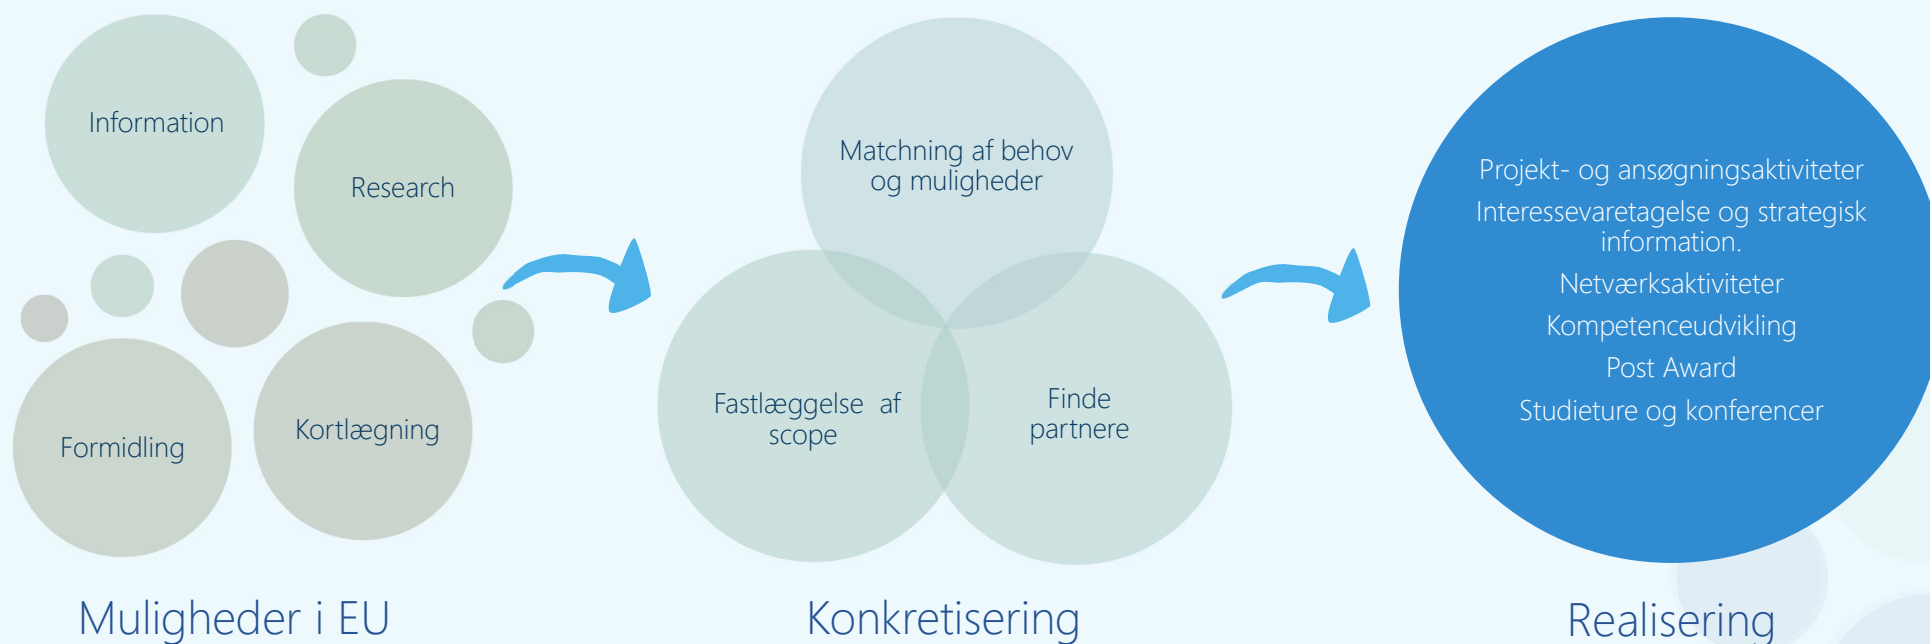 Information
Research
Formidling
Kortlægning
Muligheder i EU
Matchning af behov
og muligheder
Fastlæggelse  af
scope
Finde
partnere
Konkretisering
Projekt- og ansøgningsaktiviteter
Interessevaretagelse og strategisk
information.
Netværksaktiviteter
Kompetenceudvikling
Post Award
Studieture og konferencer
Realisering